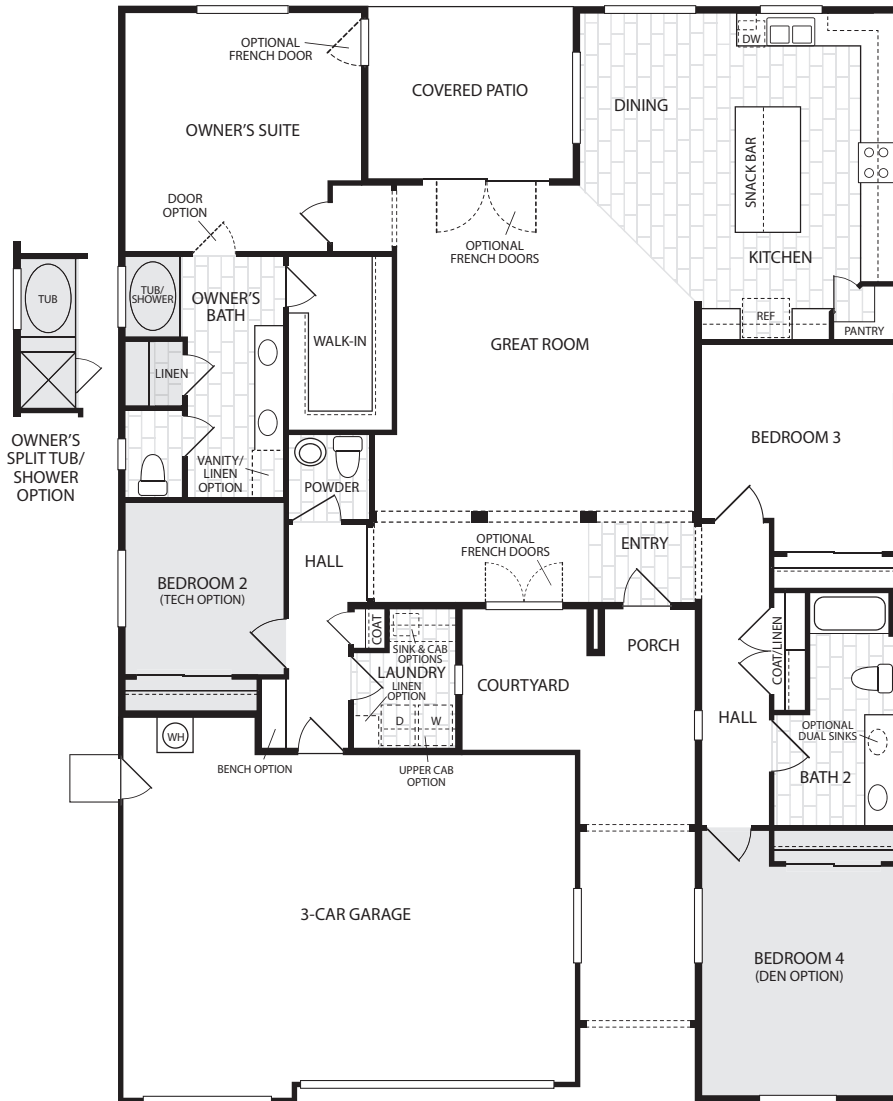 OPTIONAL
FRENCH DOOR
COVERED PATIO
DW
DINING
OWNER'S SUITE
SNACK BAR
DOOR
OPTION
OPTIONAL
FRENCH DOORS
KITCHEN
TUB
TUB/
SHOWER
OWNER'S
BATH
REF
PANTRY
WALK-IN
GREAT ROOM
LINEN
OWNER'S
SPLIT TUB/
SHOWER
OPTION
BEDROOM 3
VANITY/
LINEN
OPTION
POWDER
HALL
OPTIONAL
FRENCH DOORS
ENTRY
BEDROOM 2
(TECH OPTION)
COAT
SINK & CAB
OPTIONS
LAUNDRY
LINEN
OPTION
D
W
COURTYARD
PORCH
COAT/LINEN
HALL
OPTIONAL
DUAL SINKS
BATH 2
WH
BENCH OPTION
UPPER CAB
OPTION
3-CAR GARAGE
BEDROOM 4
(DEN OPTION)